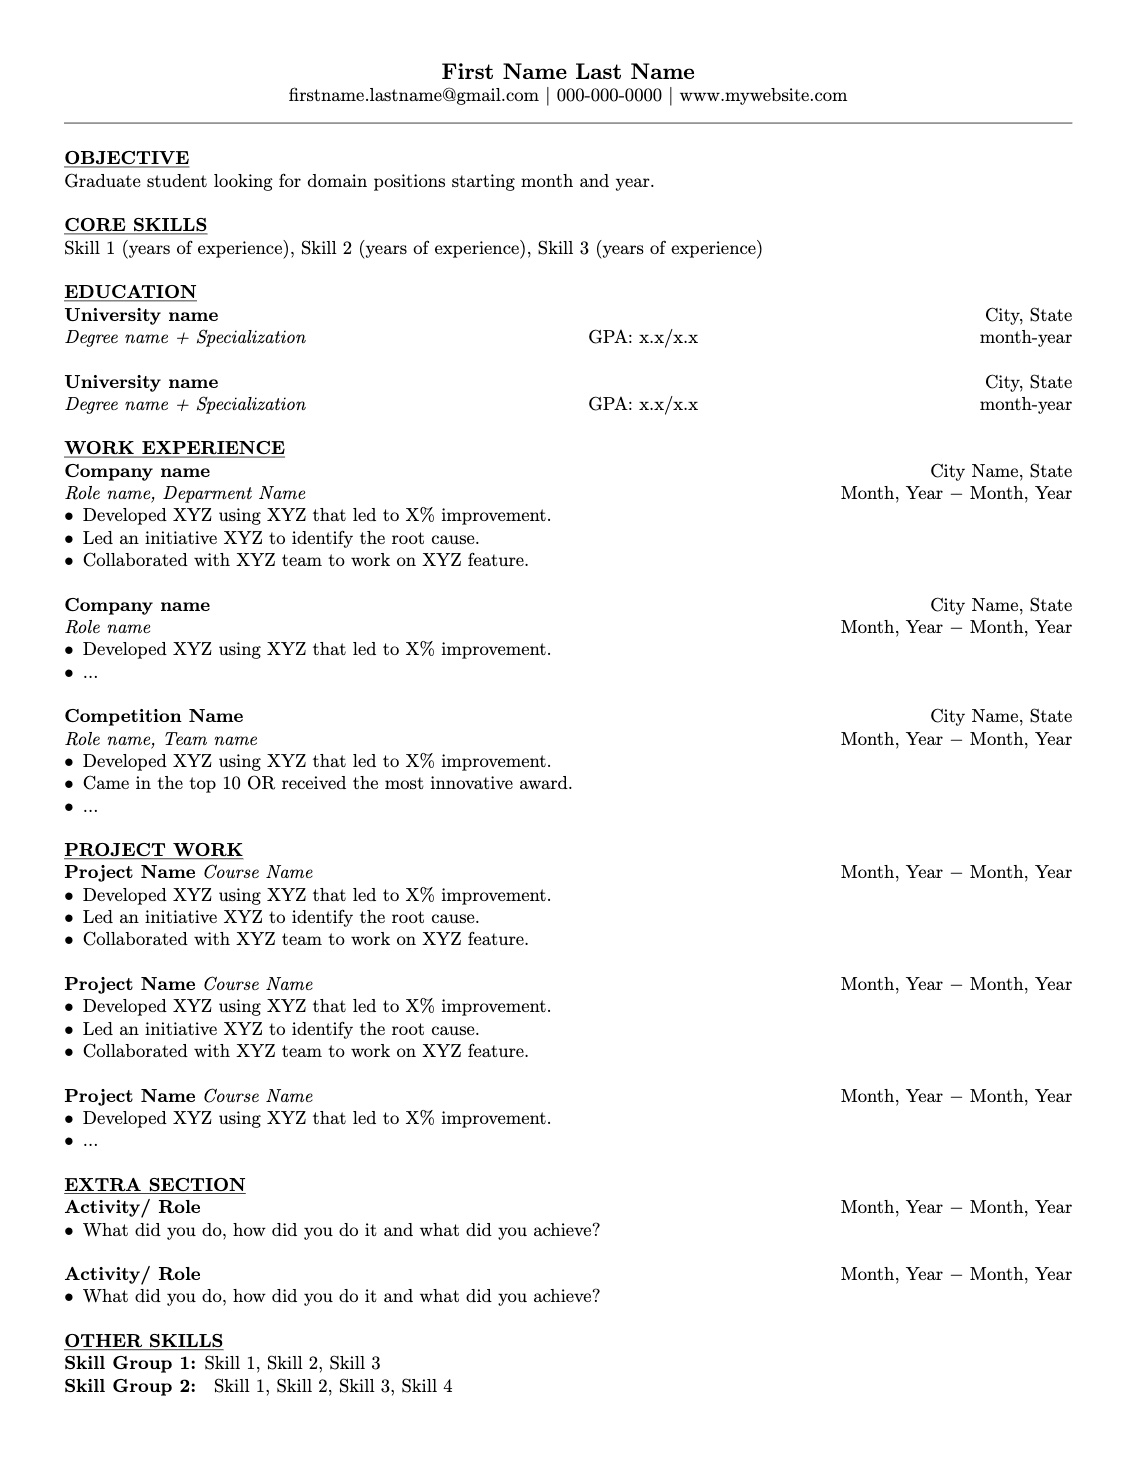 First Name Last Name
firstname.lastname@gmail.com | 000-000-0000 | www.mywebsite.com
OBJECTIVE
Graduate student looking for domain positions starting month and year.
CORE SKILLS
Skill 1 (years of experience), Skill 2 (years of experience), Skill 3 (years of experience)
EDUCATION
University name City, State
Degree name + Specialization GPA: x.x/x.x month-year
University name City, State
Degree name + Specialization GPA: x.x/x.x month-year
WORK EXPERIENCE
Company name City Name, State
Role name, Deparment Name Month, Year − Month, Year
• Developed XYZ using XYZ that led to X% improvement.
• Led an initiative XYZ to identify the root cause.
• Collaborated with XYZ team to work on XYZ feature.
Company name City Name, State
Role name Month, Year − Month, Year
• Developed XYZ using XYZ that led to X% improvement.
• ...
Competition Name City Name, State
Role name, Team name Month, Year − Month, Year
• Developed XYZ using XYZ that led to X% improvement.
• Came in the top 10 OR received the most innovative award.
• ...
PROJECT WORK
Project Name Course Name Month, Year − Month, Year
• Developed XYZ using XYZ that led to X% improvement.
• Led an initiative XYZ to identify the root cause.
• Collaborated with XYZ team to work on XYZ feature.
Project Name Course Name Month, Year − Month, Year
• Developed XYZ using XYZ that led to X% improvement.
• Led an initiative XYZ to identify the root cause.
• Collaborated with XYZ team to work on XYZ feature.
Project Name Course Name Month, Year − Month, Year
• Developed XYZ using XYZ that led to X% improvement.
• ...
EXTRA SECTION
Activity/ Role Month, Year − Month, Year
• What did you do, how did you do it and what did you achieve?
Activity/ Role Month, Year − Month, Year
• What did you do, how did you do it and what did you achieve?
OTHER SKILLS
Skill Group 1: Skill 1, Skill 2, Skill 3
Skill Group 2: Skill 1, Skill 2, Skill 3, Skill 4